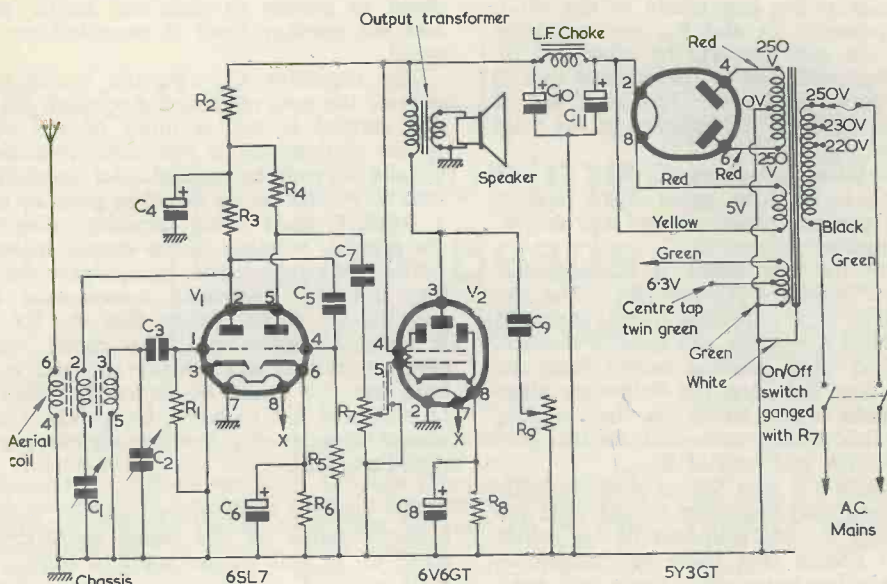 Output transformer
L.F. Choke
Red
250
V
4
R2
C10
C11
2
0V
250V
230V
220V
8
6
250
V
Red
Speaker
Red
C4
R3
R4
5V
Yellow
Black
Green
C7
Green
V1
C5
3
V2
6·3V
2
5
C9
Centre tap
twin green
C3
1
4
4
6
2
3
3
6
5
8
Green
White
On/Off
switch
ganged
with R7
7
8
R7
2
7
R9
Aerial
coil
4
1
5
R1
X
X
C2
R5
C1
C6
R6
C8
R8
A.C.
Mains
Chassis
6SL7
6V6GT
5Y3GT